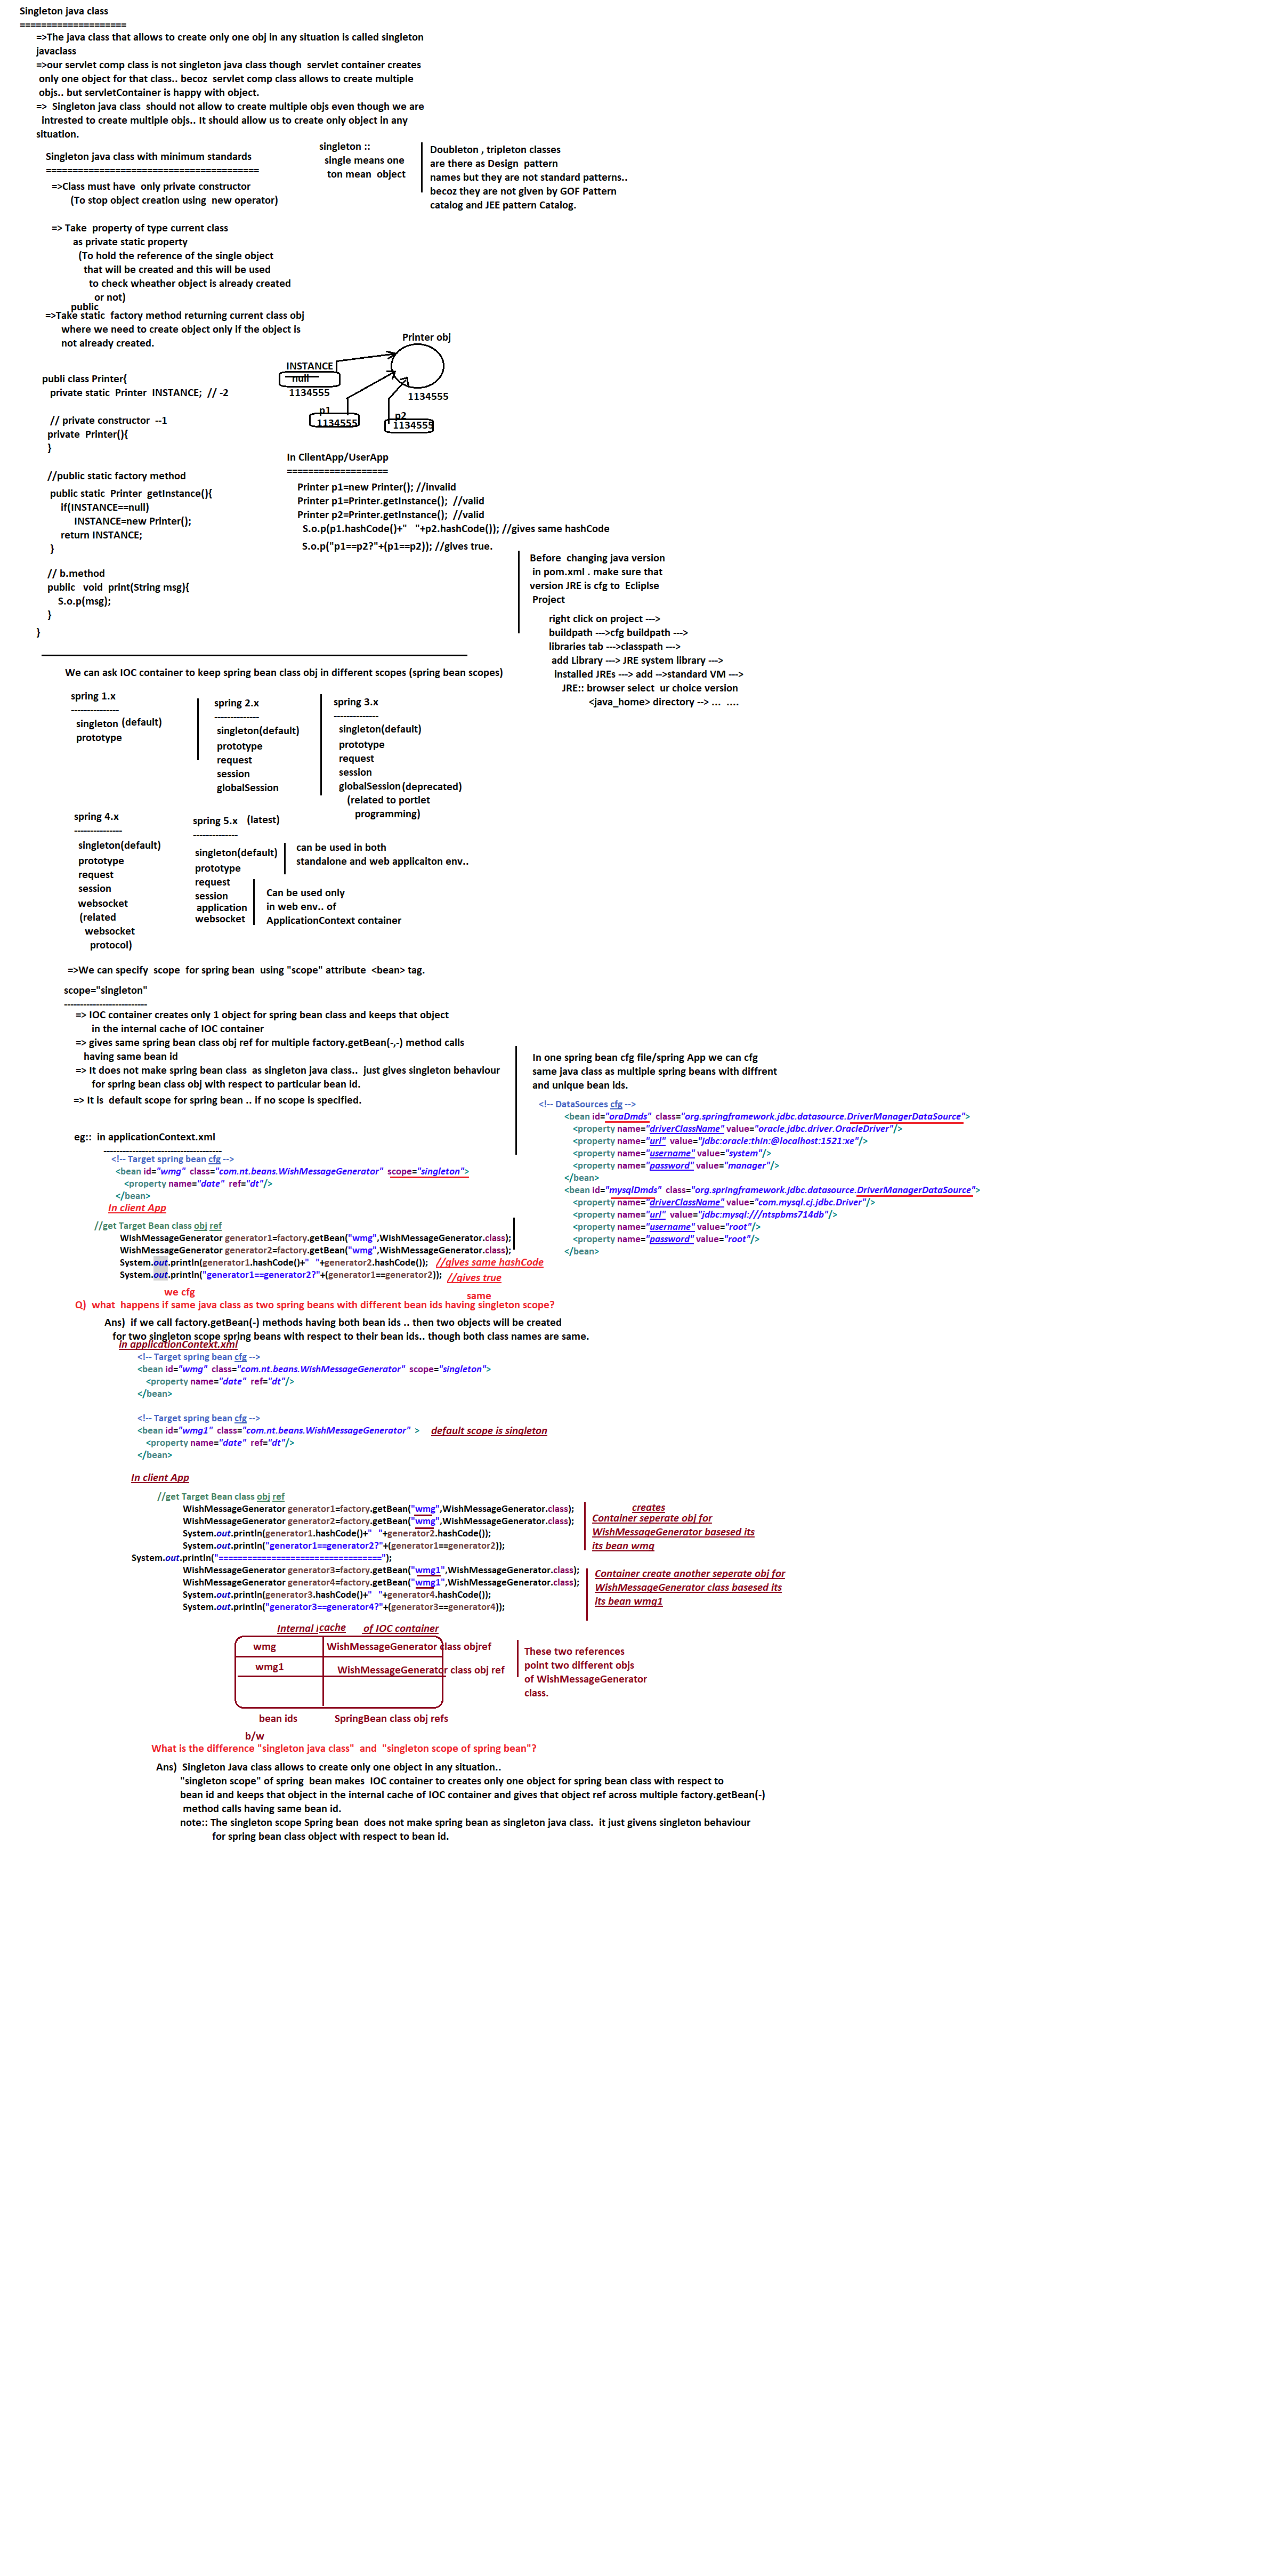 Singleton java class
====================
=>The java class that allows to create only one obj in any situation is called singleton
javaclass
=>our servlet comp class is not singleton java class though  servlet container creates
only one object for that class.. becoz  servlet comp class allows to create multiple
objs.. but servletContainer is happy with object.
=>  Singleton java class  should not allow to create multiple objs even though we are
intrested to create multiple objs.. It should allow us to create only object in any
situation.
singleton ::
single means one
ton mean  object
Doubleton , tripleton classes
are there as Design  pattern
names but they are not standard patterns..
becoz they are not given by GOF Pattern
catalog and JEE pattern Catalog.
Singleton java class with minimum standards
========================================
=>Class must have  only private constructor
(To stop object creation using  new operator)
=> Take  property of type current class
as private static property
(To hold the reference of the single object
that will be created and this will be used
to check wheather object is already created
or not)
public
=>Take static  factory method returning current class obj
where we need to create object only if the object is
not already created.
Printer obj
INSTANCE
null
1134555
1134555
p1
1134555
p2
1134555
publi class Printer{
private static  Printer  INSTANCE;  // -2
// private constructor  --1
private  Printer(){
}
//public static factory method
public static  Printer  getInstance(){
if(INSTANCE==null)
INSTANCE=new Printer();
return INSTANCE;
}
// b.method
public   void  print(String msg){
S.o.p(msg);
}
}
In ClientApp/UserApp
===================
Printer p1=new Printer(); //invalid
Printer p1=Printer.getInstance();  //valid
Printer p2=Printer.getInstance();  //valid
S.o.p(p1.hashCode()+"   "+p2.hashCode()); //gives same hashCode
S.o.p("p1==p2?"+(p1==p2)); //gives true.
Before  changing java version
in pom.xml . make sure that
version JRE is cfg to  Ecliplse
Project
right click on project --->
buildpath --->cfg buildpath --->
libraries tab --->classpath --->
add Library ---> JRE system library --->
installed JREs ---> add -->standard VM --->
JRE:: browser select  ur choice version
<java_home> directory --> ...  ....
We can ask IOC container to keep spring bean class obj in different scopes (spring bean scopes)
spring 1.x
---------------
singleton (default)
prototype
spring 2.x
--------------
singleton(default)
prototype
request
session
globalSession
spring 3.x
--------------
singleton(default)
prototype
request
session
globalSession(deprecated)
(related to portlet
programming)
spring 4.x
---------------
singleton(default)
prototype
request
session
websocket
(related
websocket
protocol)
spring 5.x   (latest)
--------------
singleton(default)
prototype
request
session
application
websocket
can be used in both
standalone and web applicaiton env..
Can be used only
in web env.. of
ApplicationContext container
=>We can specify  scope  for spring bean  using "scope" attribute  <bean> tag.
scope="singleton"
--------------------------
=> IOC container creates only 1 object for spring bean class and keeps that object
in the internal cache of IOC container
=> gives same spring bean class obj ref for multiple factory.getBean(-,-) method calls
having same bean id
=> It does not make spring bean class  as singleton java class..  just gives singleton behaviour
for spring bean class obj with respect to particular bean id.
=> It is  default scope for spring bean .. if no scope is specified.
In one spring bean cfg file/spring App we can cfg
same java class as multiple spring beans with diffrent
and unique bean ids.
<!-- DataSources cfg -->
<bean id="oraDmds"  class="org.springframework.jdbc.datasource.DriverManagerDataSource">
<property name="driverClassName" value="oracle.jdbc.driver.OracleDriver"/>
<property name="url"  value="jdbc:oracle:thin:@localhost:1521:xe"/>
<property name="username" value="system"/>
<property name="password" value="manager"/>
</bean>
<bean id="mysqlDmds"  class="org.springframework.jdbc.datasource.DriverManagerDataSource">
<property name="driverClassName" value="com.mysql.cj.jdbc.Driver"/>
<property name="url"  value="jdbc:mysql:///ntspbms714db"/>
<property name="username" value="root"/>
<property name="password" value="root"/>
</bean>
eg::  in applicationContext.xml
-------------------------------------
<!-- Target spring bean cfg -->
<bean id="wmg"  class="com.nt.beans.WishMessageGenerator"  scope="singleton">
<property name="date"  ref="dt"/>
</bean>
In client App
//get Target Bean class obj ref
WishMessageGenerator generator1=factory.getBean("wmg",WishMessageGenerator.class);
WishMessageGenerator generator2=factory.getBean("wmg",WishMessageGenerator.class);
System.out.println(generator1.hashCode()+"   "+generator2.hashCode());   //gives same hashCode
System.out.println("generator1==generator2?"+(generator1==generator2));  //gives true
we cfg
same
Q)  what  happens if same java class as two spring beans with different bean ids having singleton scope?
Ans)  if we call factory.getBean(-) methods having both bean ids .. then two objects will be created
for two singleton scope spring beans with respect to their bean ids.. though both class names are same.
in applicationContext.xml
<!-- Target spring bean cfg -->
<bean id="wmg"  class="com.nt.beans.WishMessageGenerator"  scope="singleton">
<property name="date"  ref="dt"/>
</bean>
<!-- Target spring bean cfg -->
<bean id="wmg1"  class="com.nt.beans.WishMessageGenerator"  >    default scope is singleton
<property name="date"  ref="dt"/>
</bean>
In client App
//get Target Bean class obj ref
WishMessageGenerator generator1=factory.getBean("wmg",WishMessageGenerator.class);
WishMessageGenerator generator2=factory.getBean("wmg",WishMessageGenerator.class);
System.out.println(generator1.hashCode()+"   "+generator2.hashCode());
System.out.println("generator1==generator2?"+(generator1==generator2));
System.out.println("==================================");
WishMessageGenerator generator3=factory.getBean("wmg1",WishMessageGenerator.class);
WishMessageGenerator generator4=factory.getBean("wmg1",WishMessageGenerator.class);
System.out.println(generator3.hashCode()+"   "+generator4.hashCode());
System.out.println("generator3==generator4?"+(generator3==generator4));
creates
Container seperate obj for
WishMessageGenerator basesed its
its bean wmg
Container create another seperate obj for
WishMessageGenerator class basesed its
its bean wmg1
Internal cache      of IOC container
wmg
WishMessageGenerator class objref
wmg1
WishMessageGenerator class obj ref
These two references
point two different objs
of WishMessageGenerator
class.
bean ids
SpringBean class obj refs
b/w
What is the difference "singleton java class"  and  "singleton scope of spring bean"?
Ans)  Singleton Java class allows to create only one object in any situation..
"singleton scope" of spring  bean makes  IOC container to creates only one object for spring bean class with respect to
bean id and keeps that object in the internal cache of IOC container and gives that object ref across multiple factory.getBean(-)
method calls having same bean id.
note:: The singleton scope Spring bean  does not make spring bean as singleton java class.  it just givens singleton behaviour
for spring bean class object with respect to bean id.